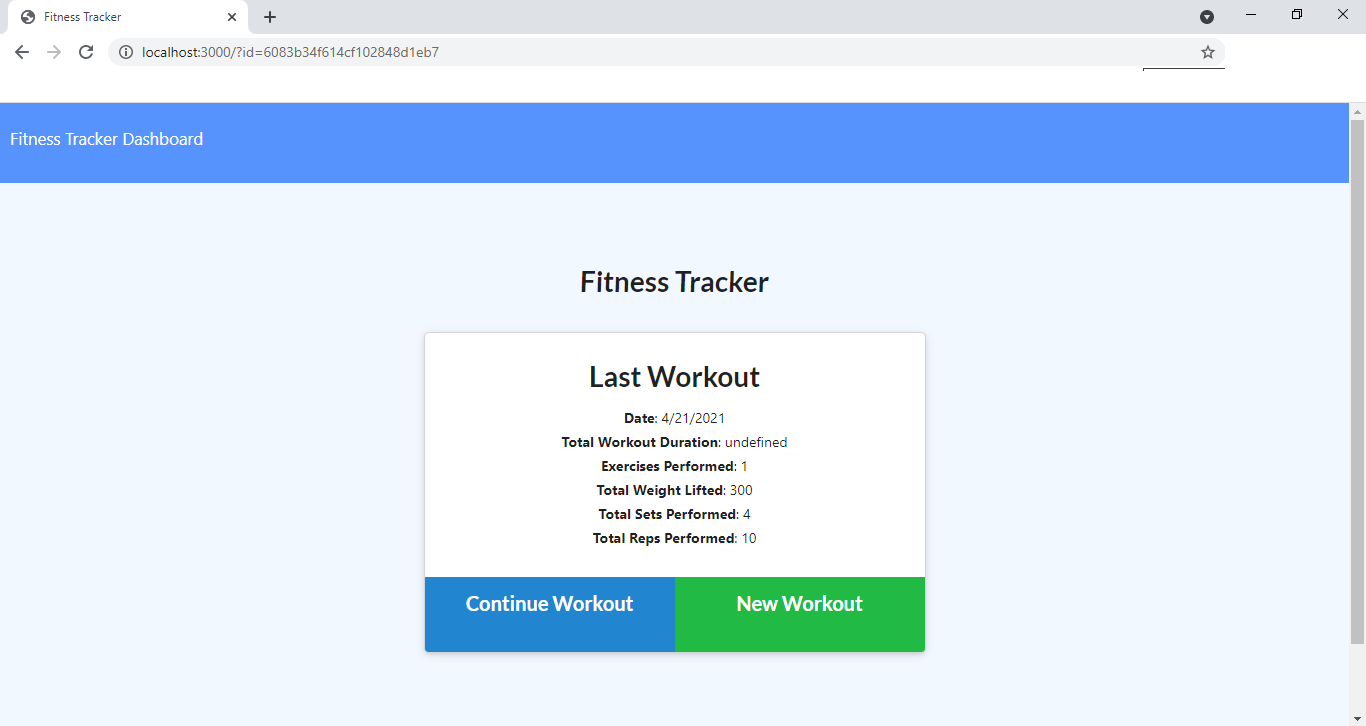 Fitness Tracker
localhost:3000/?id=6083b34f614cf102848d1eb7
Fitness Tracker Dashboard
Fitness Tracker
Last Workout
Date: 4/21/2021
Total Workout Duration: undefined
Exercises Performed: 1
Total Weight Lifted: 300
Total Sets Performed: 4
Total Reps Performed: 10
Continue Workout
New Workout